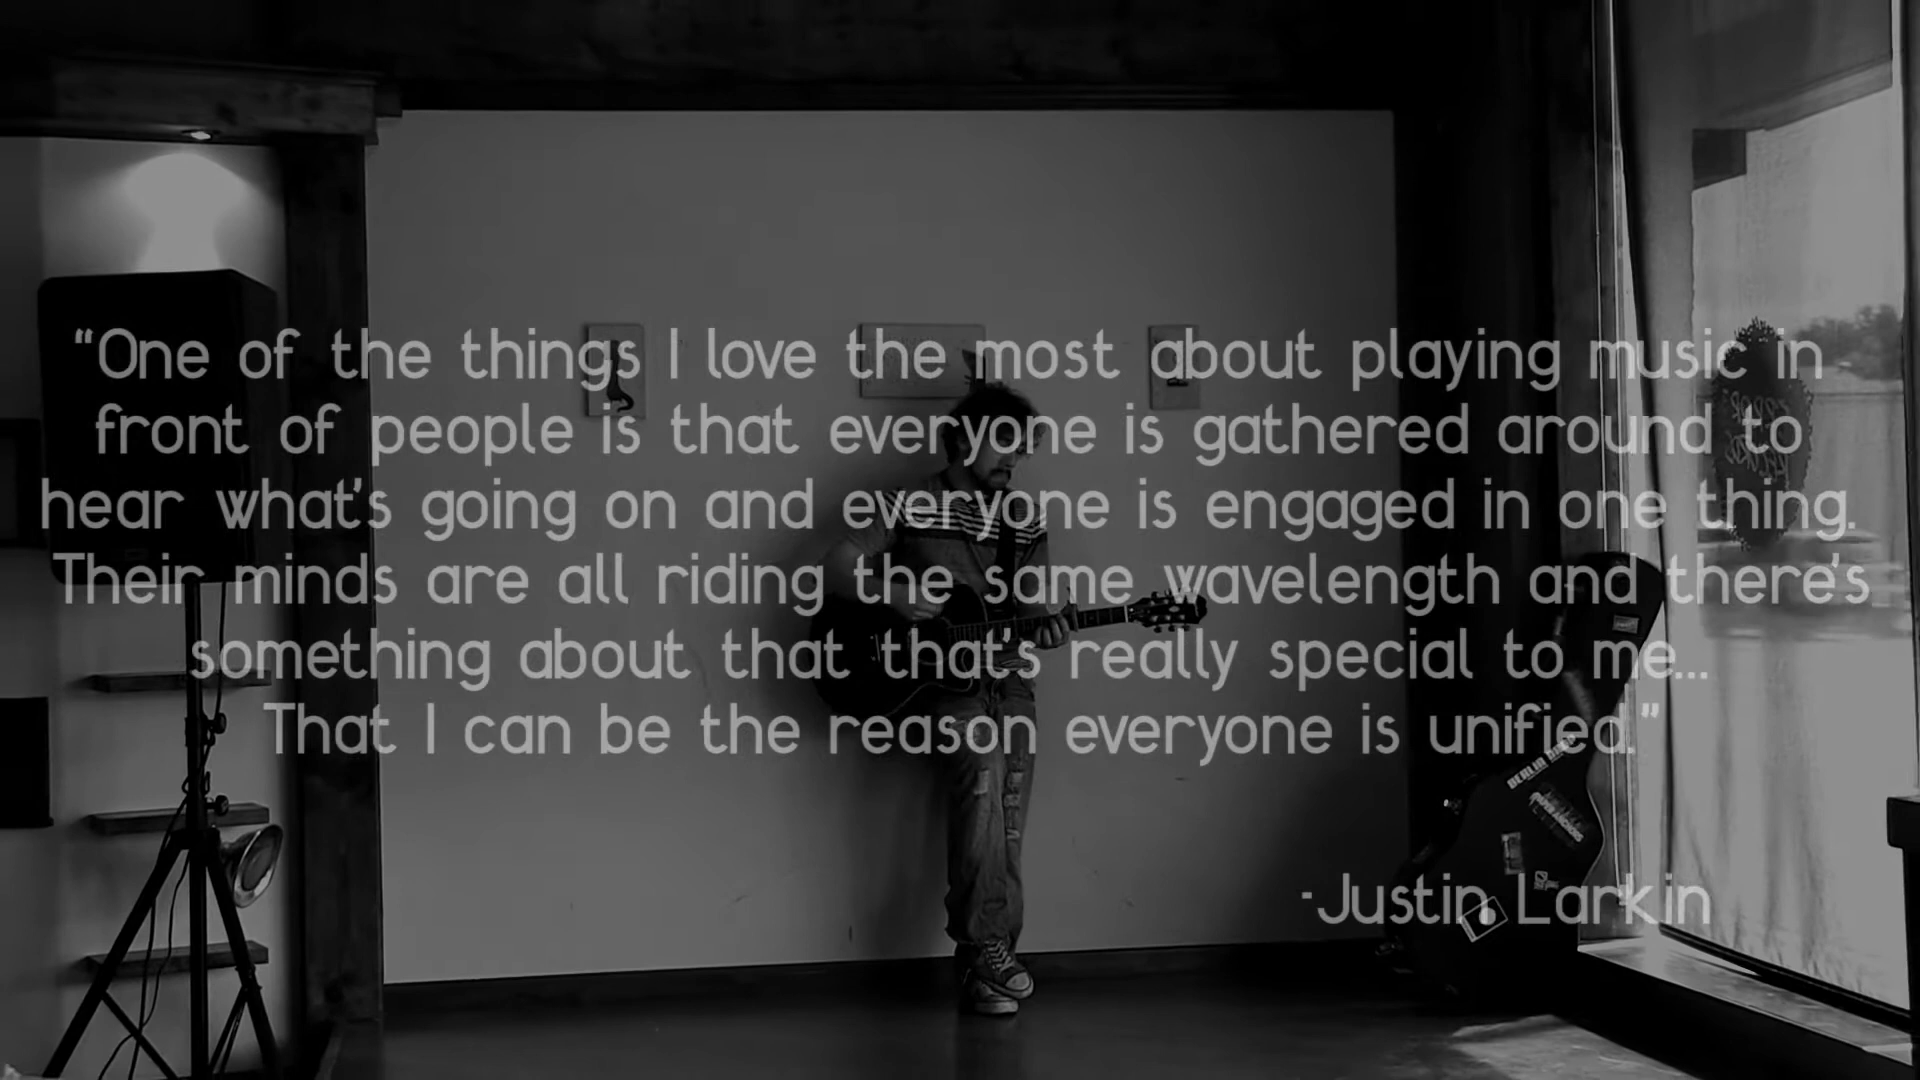 “One of the things I love the most about playing music in
front of people is that everyone is gathered around to
hear what's going on and everyone is engaged in one thing.
Their minds are all riding the same wavelength and there's
something about that that's really special to me...
That I can be the reason everyone is unified.”
-Justin Larkin
BERLIN